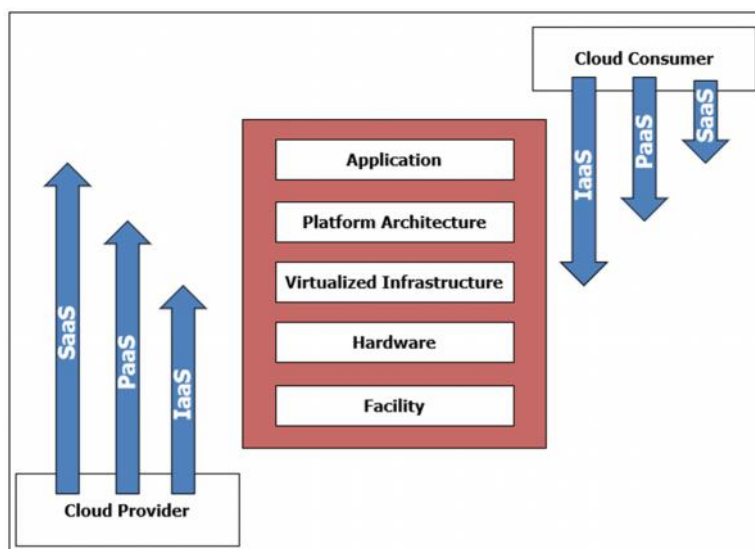 Cloud Consumer
IaaS
PaaS
SaaS
Application
Platform Architecture
Virtualized Infrastructure
Hardware
Facility
SaaS
PaaS
IaaS
Cloud Provider